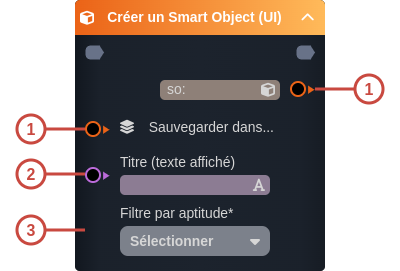 Créer un Smart Object (UI)
so:
1
1
Sauvegarder dans...
Titre (texte affiché)
2
A
Filtre par aptitude*
3
Sélectionner